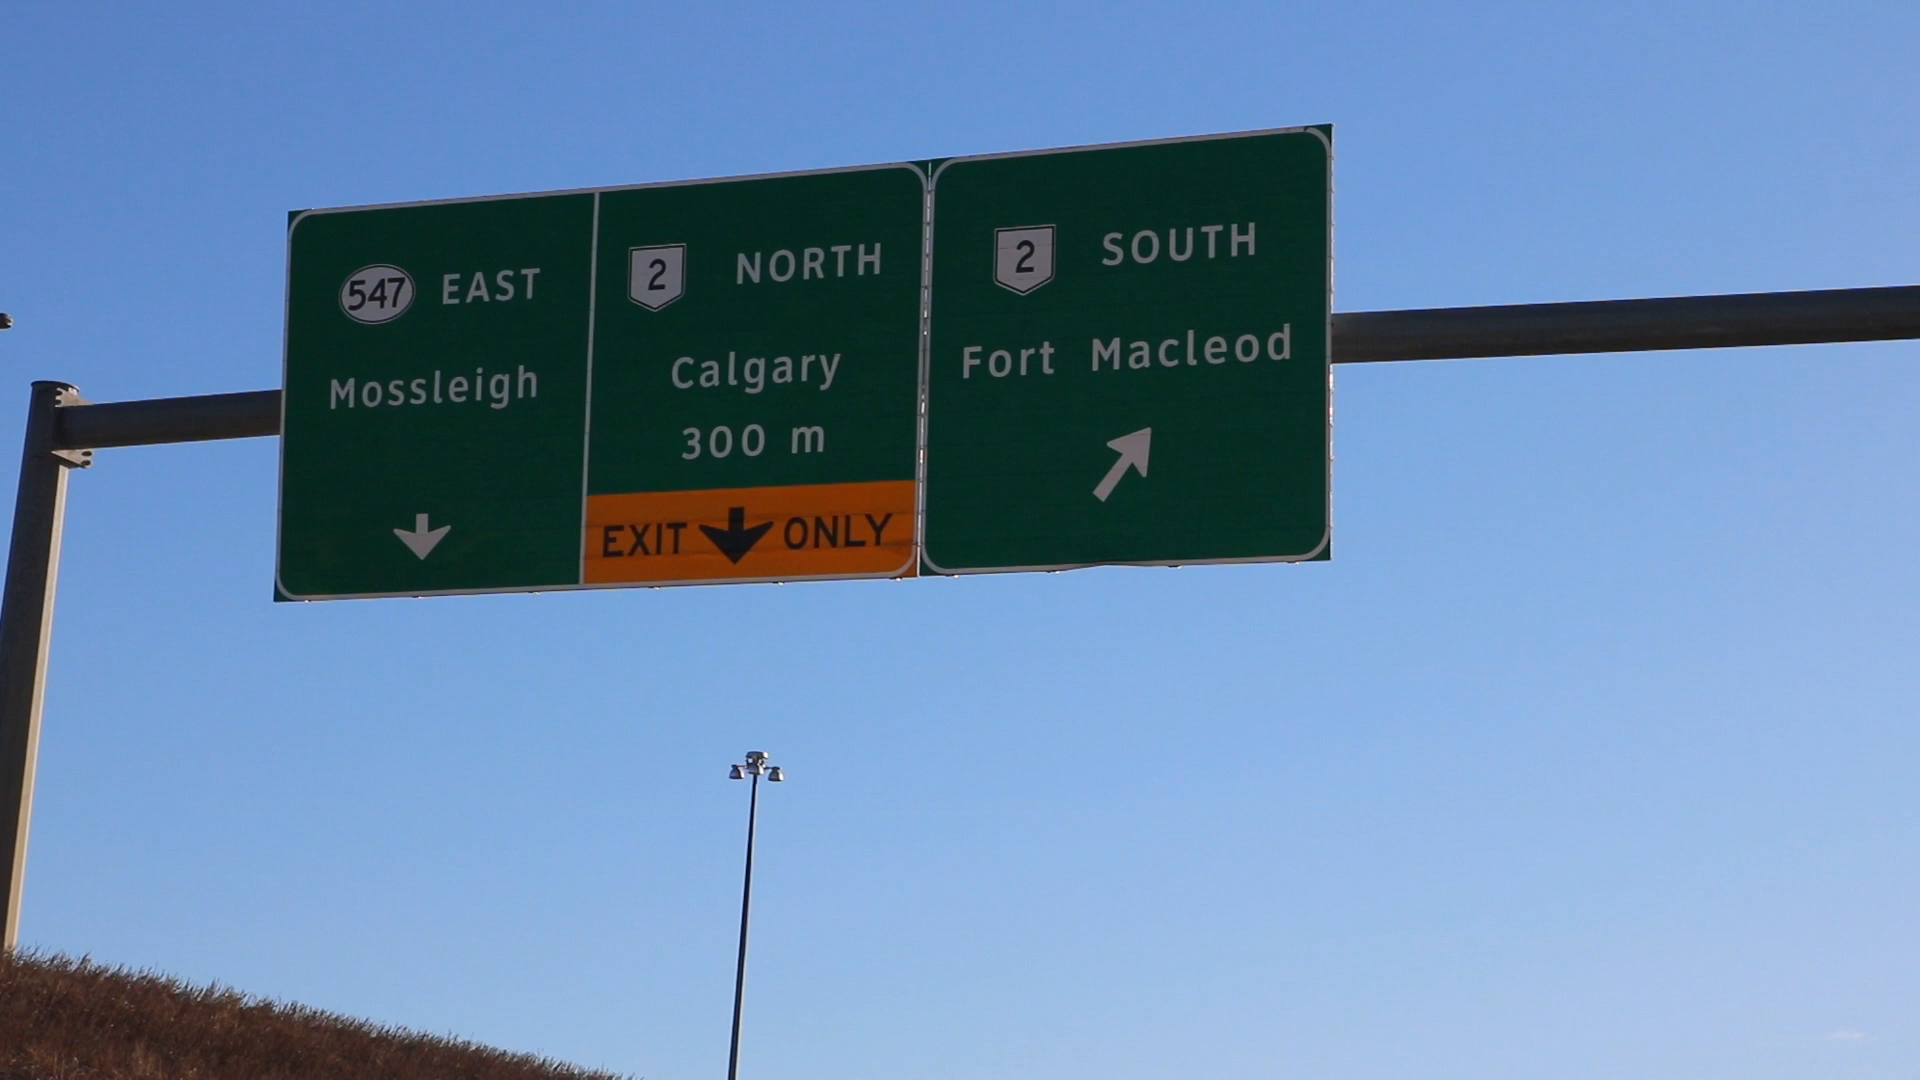 547 EAST
Mossleigh
2 NORTH
Calgary
300 m
EXIT ONLY
2 SOUTH
Fort Macleod